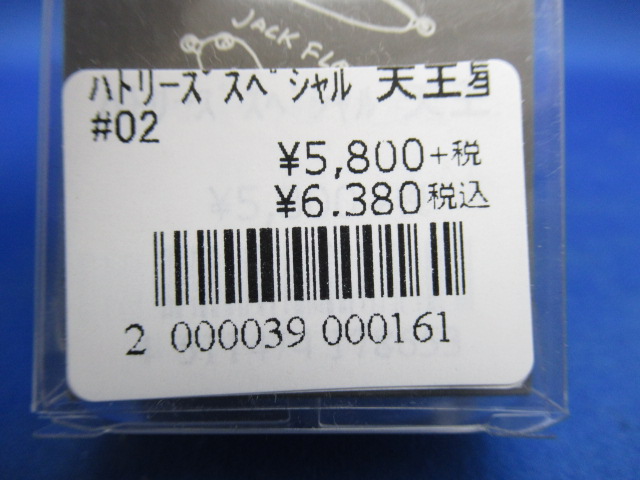 JACK FL
ハトリーズ スペシャル 天王星
#02
¥5,800+税
¥6.380税込
2 000039 000161